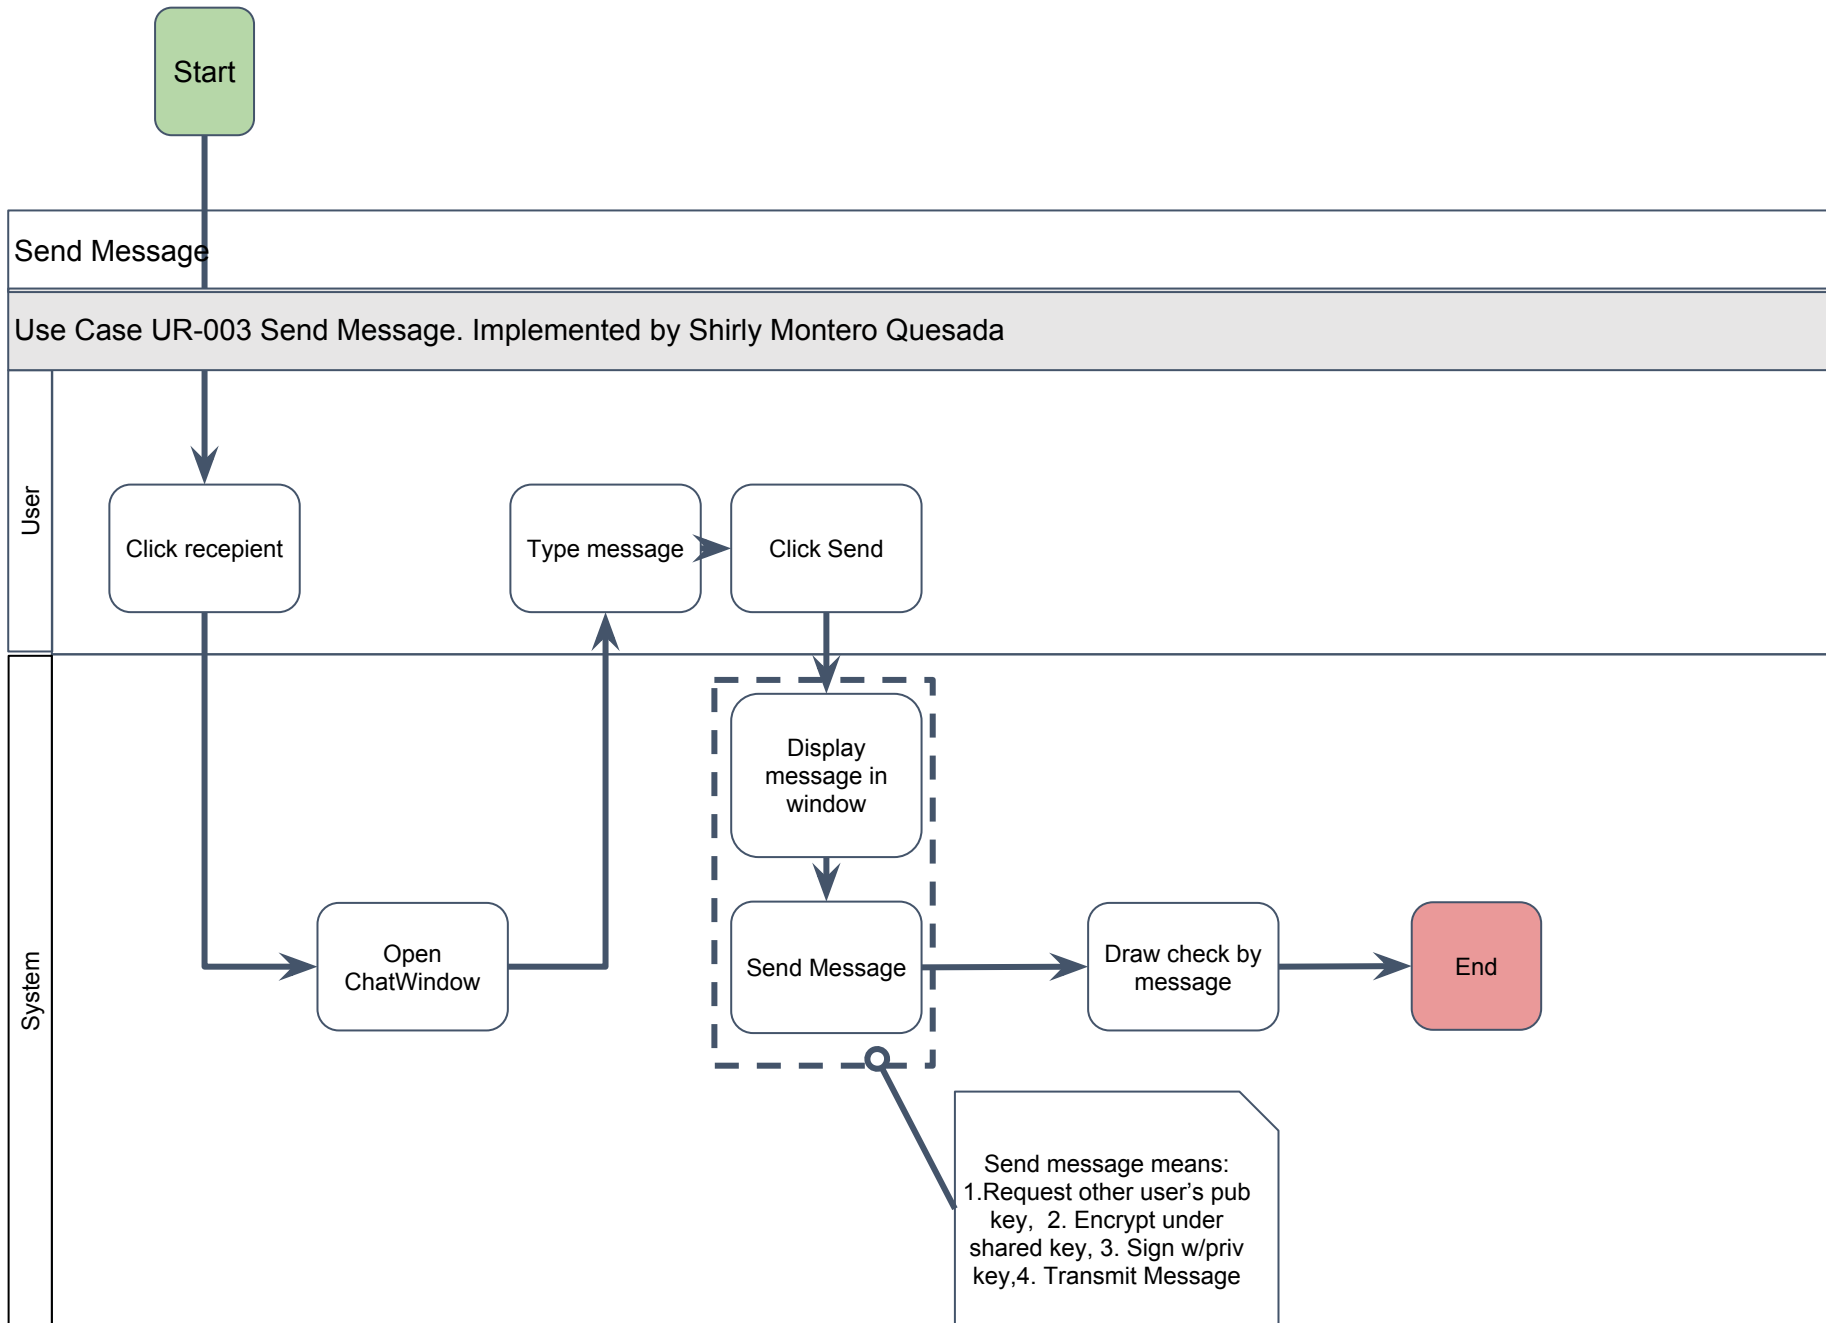 Start
Send Message
Use Case UR-003 Send Message. Implemented by Shirly Montero Quesada
User
Click recepient
Type message
Click Send
System
Display
message in
window
Open
ChatWindow
Send Message
Draw check by
message
End
Send message means:
1.Request other user’s pub
key,  2. Encrypt under
shared key, 3. Sign w/priv
key,4. Transmit Message